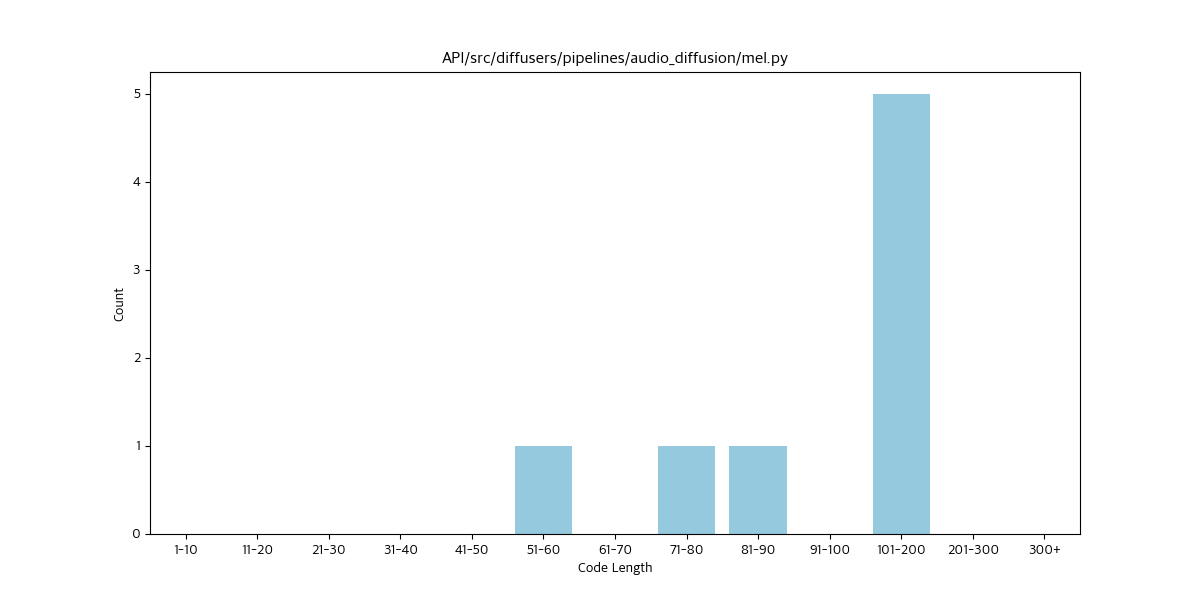 API/src/diffusers/pipelines/audio_diffusion/mel.py
5
4
3
2
1
0
Count
1-10 11-20 21-30 31-40 41-50 51-60 61-70 71-80 81-90 91-100 101-200 201-300 300+
Code Length